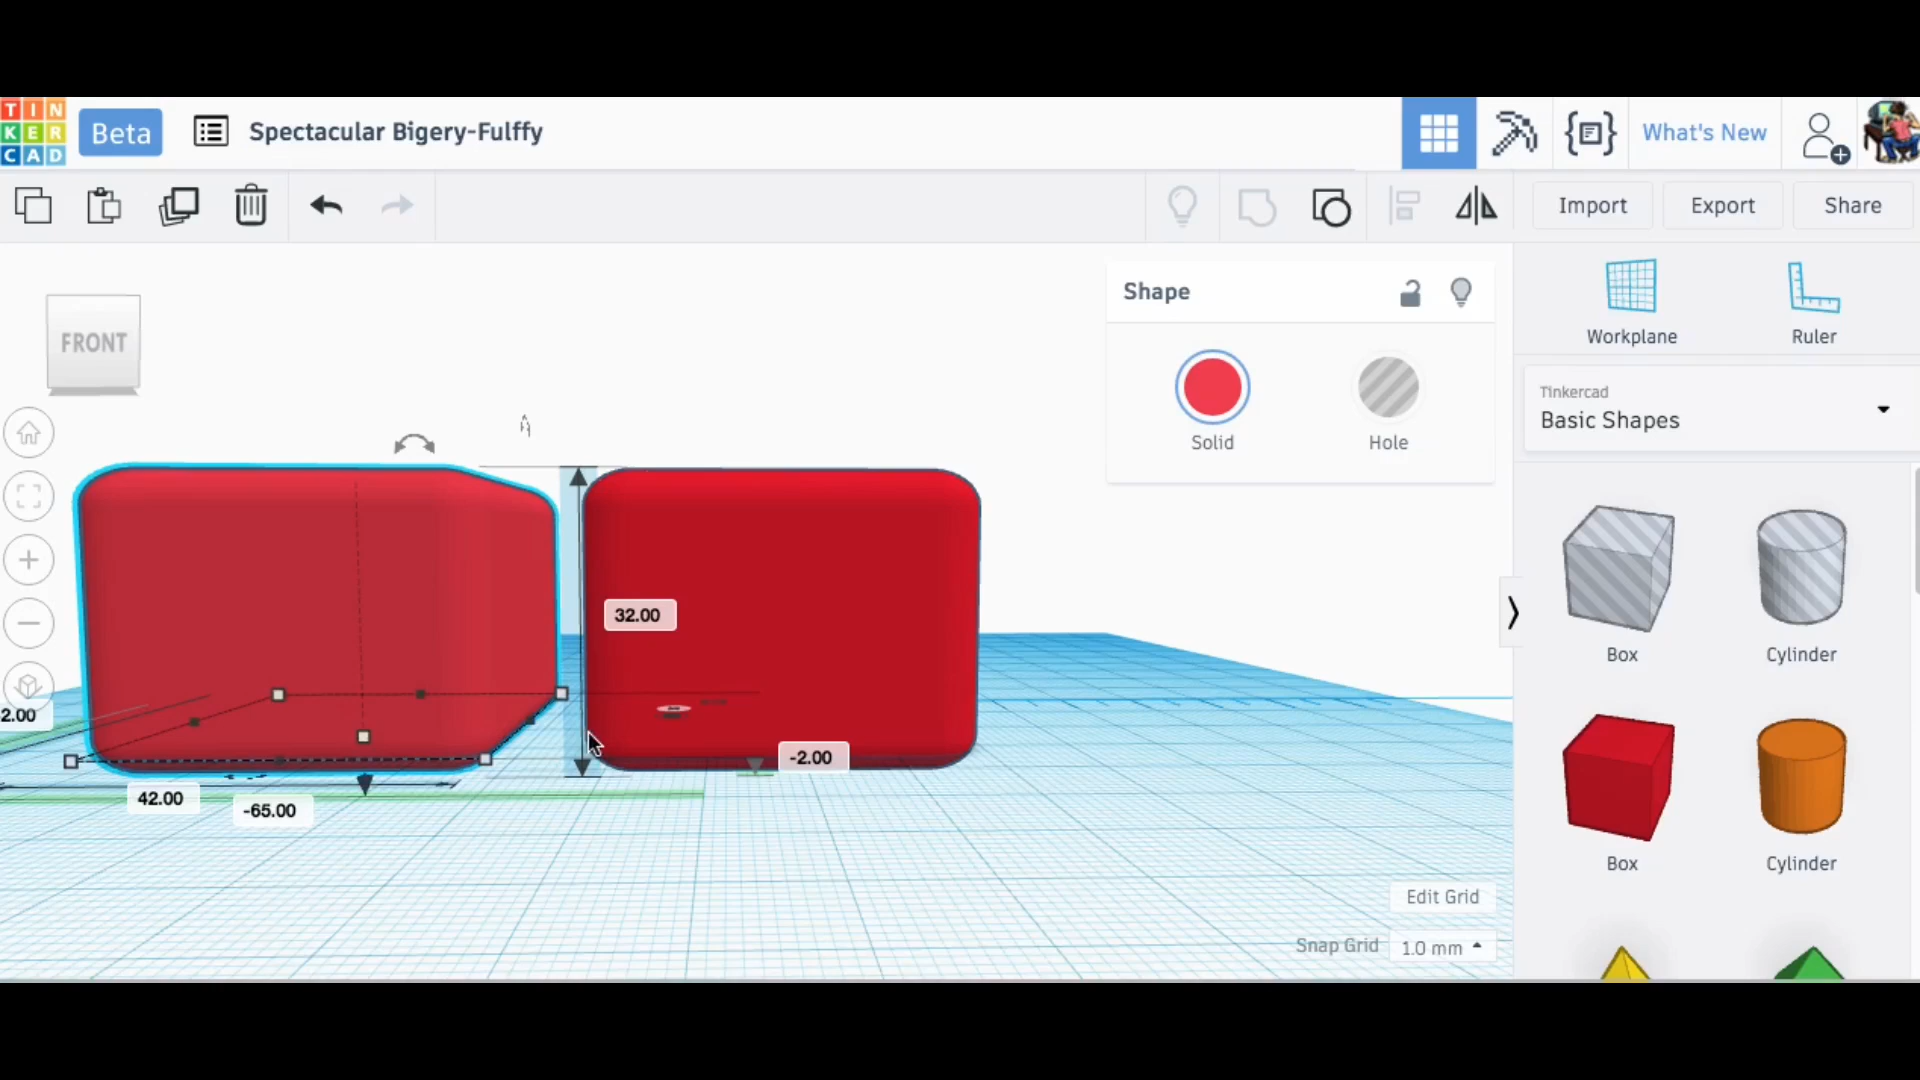 TIN
KER
CAD
Beta
Spectacular Bigery-Fulffy
What's New
Import
Export
Share
FRONT
Shape
Solid
Hole
Workplane
Ruler
Tinkercad
Basic Shapes
32.00
-2.00
2.00
42.00
-65.00
Box
Cylinder
Box
Cylinder
Edit Grid
Snap Grid
1.0 mm